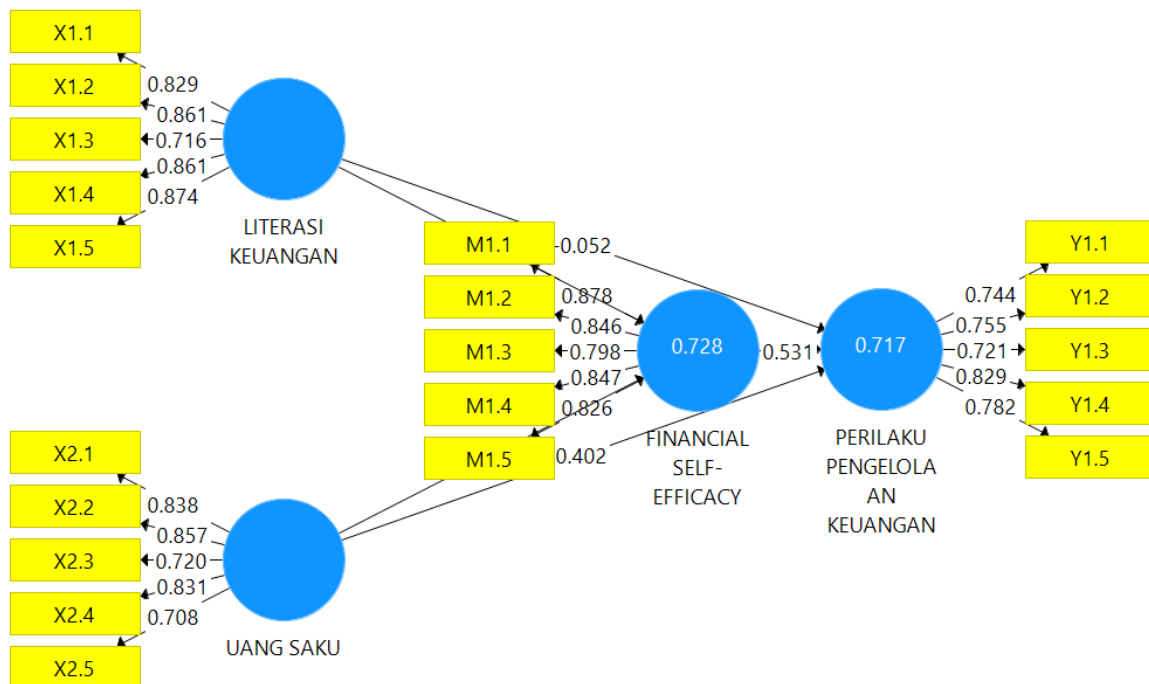 X1.1
X1.2
X1.3
X1.4
X1.5
0.829
0.861
0.716
0.861
0.874
LITERASI
KEUANGAN
X2.1
X2.2
X2.3
X2.4
X2.5
0.838
0.857
0.720
0.831
0.708
UANG SAKU
M1.1
M1.2
M1.3
M1.4
M1.5
0.878
0.846
0.798
0.847
0.826
0.728
FINANCIAL
SELF-
EFFICACY
-0.052
0.531
0.402
0.717
PERILAKU
PENGELOLA
AN
KEUANGAN
0.744
0.755
0.721
0.829
0.782
Y1.1
Y1.2
Y1.3
Y1.4
Y1.5